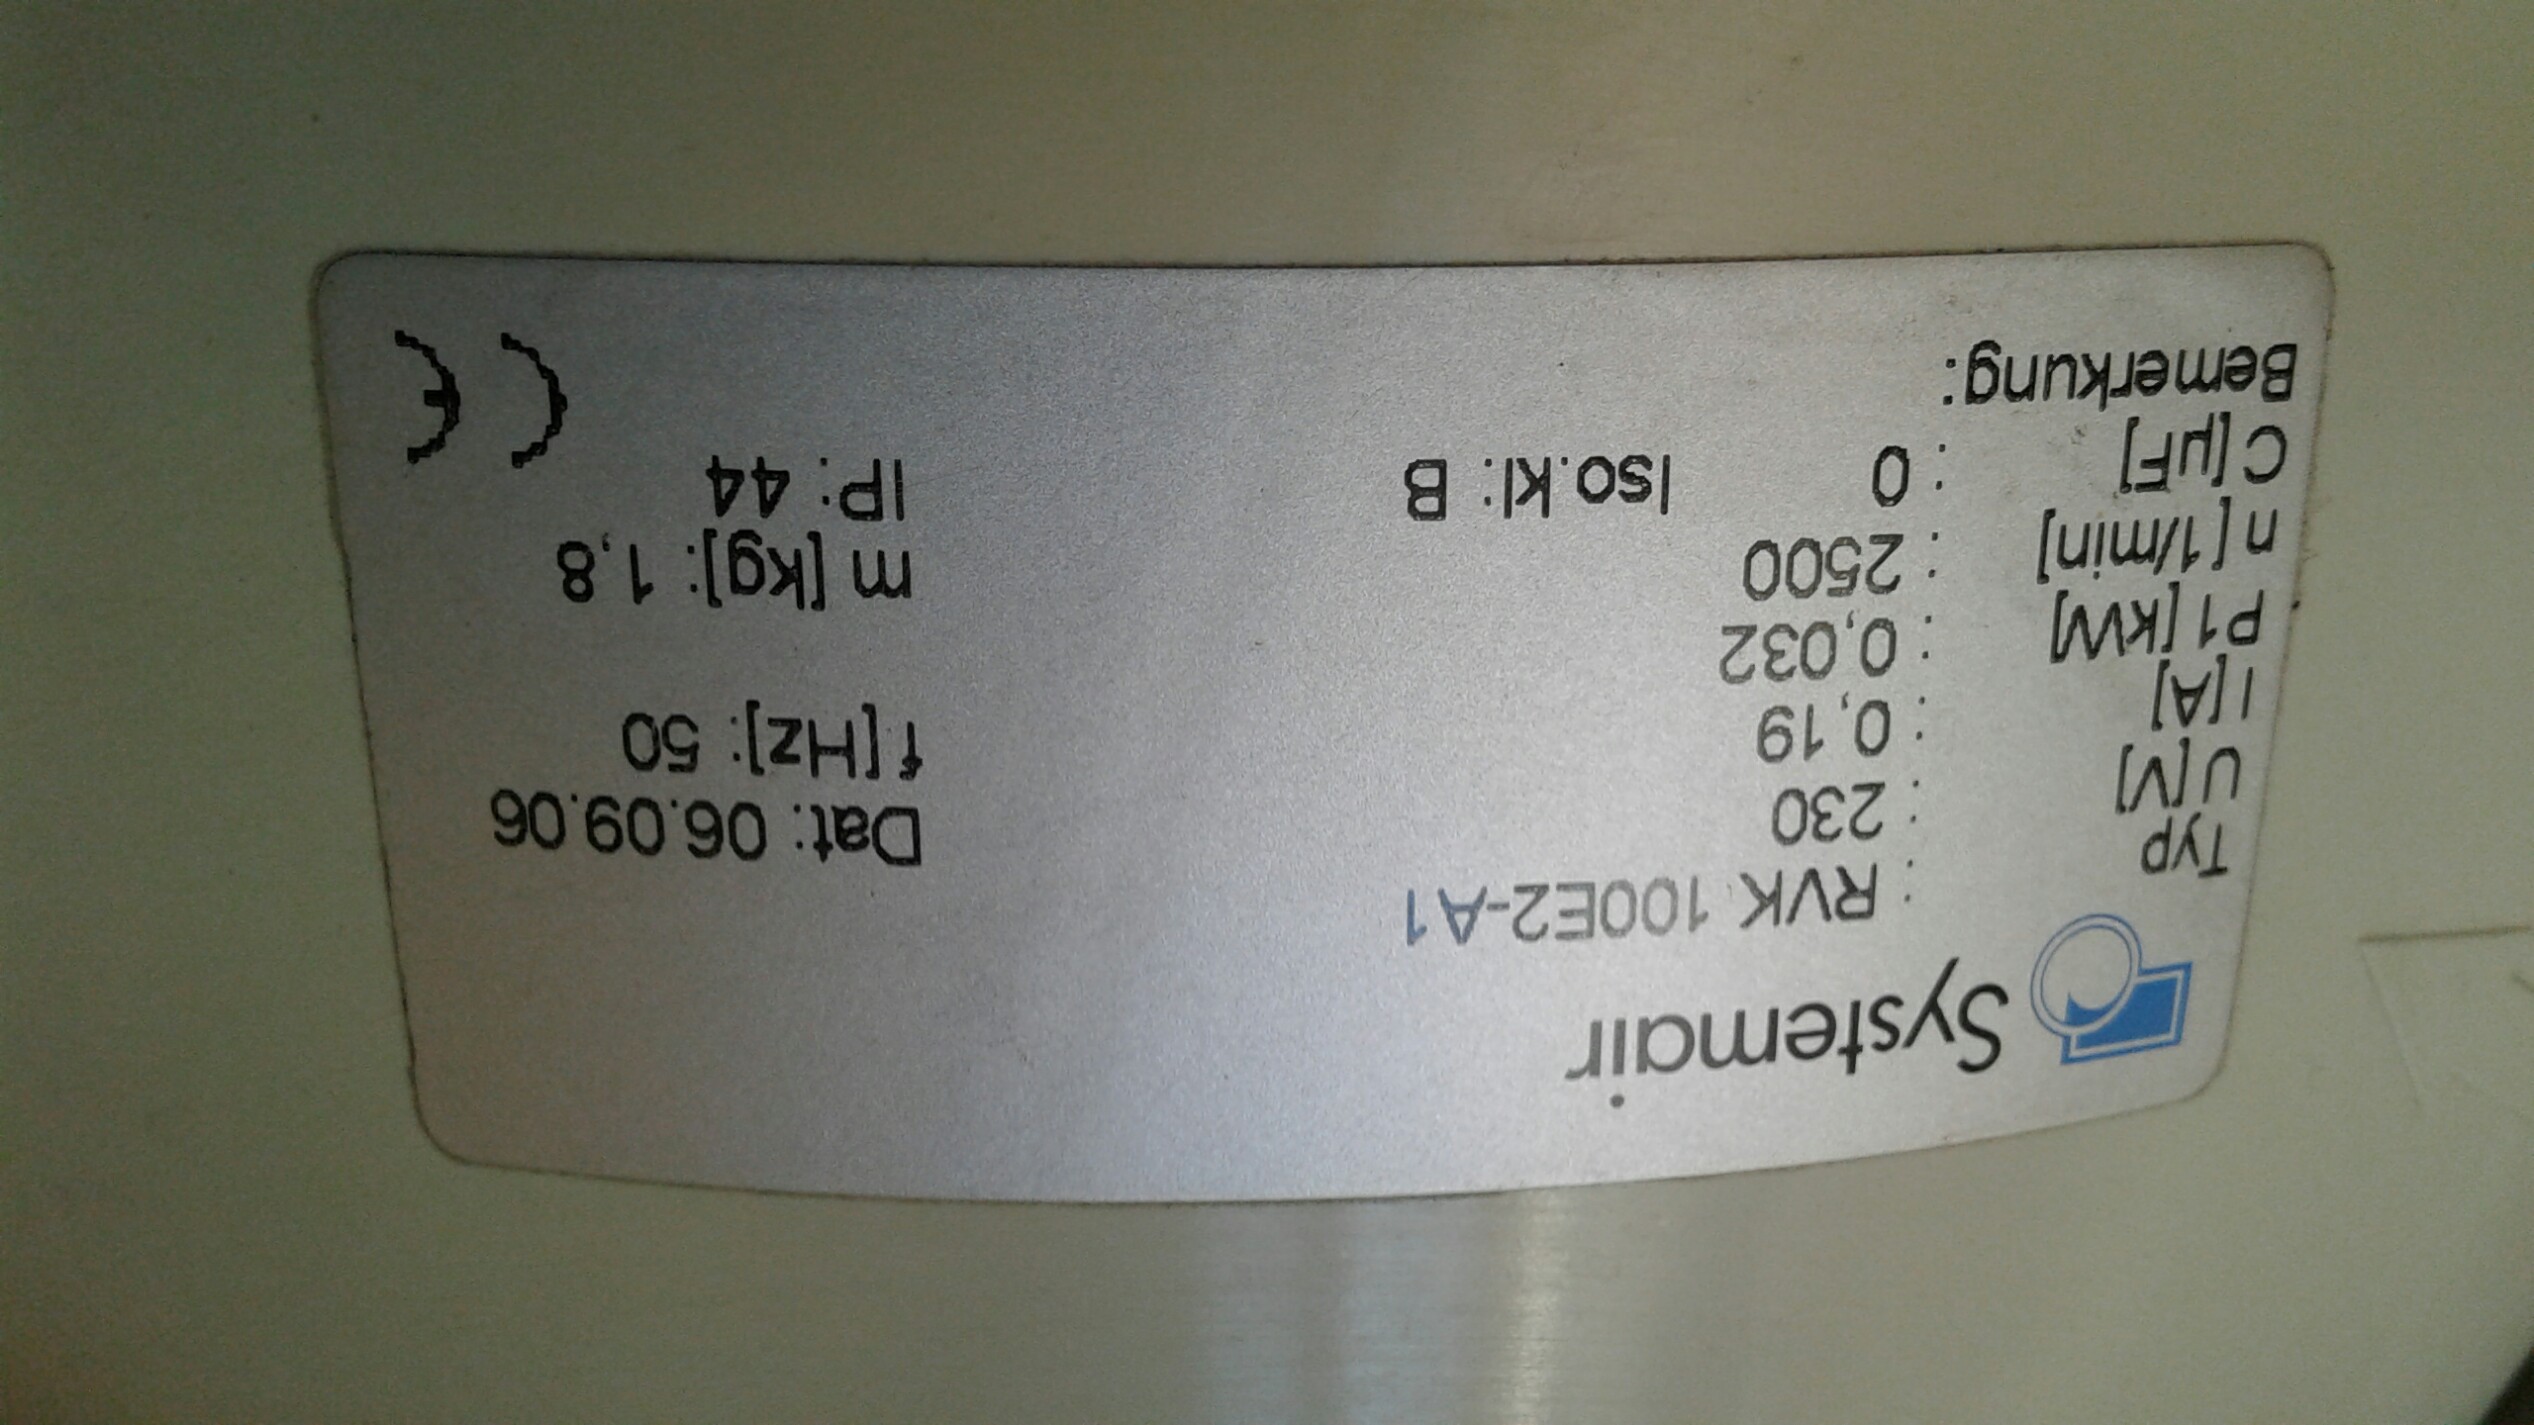 Systemair
Typ : RVK 100E2-A1
U[V] : 230 Dat: 06.09.06
I[A] : 0,19 f[Hz]: 50
P1[kW] : 0,032
n[1/min] : 2500 m[kg]: 1,8
C[µF] : 0 Iso.kl: B IP: 44
Bemerkung: CE